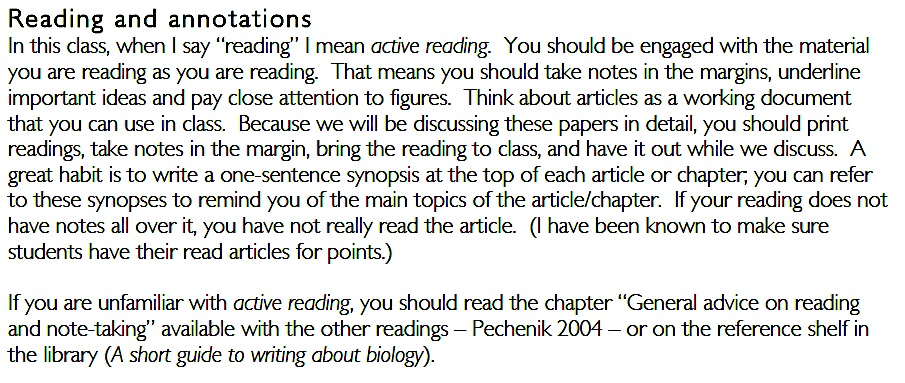 Reading and annotations
In this class, when I say “reading” I mean active reading.  You should be engaged with the material
you are reading as you are reading.  That means you should take notes in the margins, underline
important ideas and pay close attention to figures.  Think about articles as a working document
that you can use in class.  Because we will be discussing these papers in detail, you should print
readings, take notes in the margin, bring the reading to class, and have it out while we discuss.  A
great habit is to write a one-sentence synopsis at the top of each article or chapter; you can refer
to these synopses to remind you of the main topics of the article/chapter.  If your reading does not
have notes all over it, you have not really read the article.  (I have been known to make sure
students have their read articles for points.)
If you are unfamiliar with active reading, you should read the chapter “General advice on reading
and note-taking” available with the other readings – Pechenik 2004 – or on the reference shelf in
the library (A short guide to writing about biology).